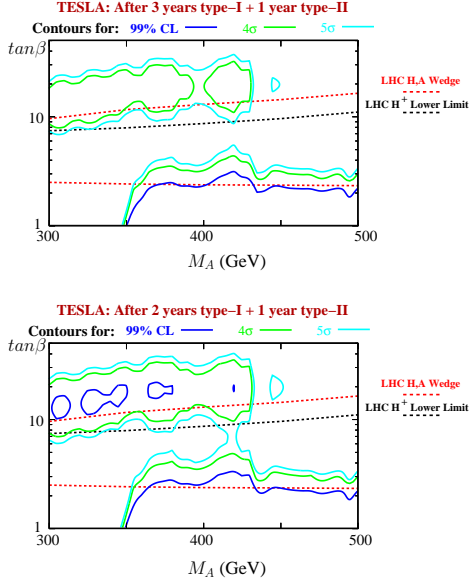 TESLA: After 3 years type–I + 1 year type–II
Contours for: 99% CL 4σ 5σ
tanβ
10
1
300 400 500
M_A (GeV)
LHC H,A Wedge
LHC H⁺ Lower Limit
TESLA: After 2 years type–I + 1 year type–II
Contours for: 99% CL 4σ 5σ
tanβ
10
1
300 400 500
M_A (GeV)
LHC H,A Wedge
LHC H⁺ Lower Limit